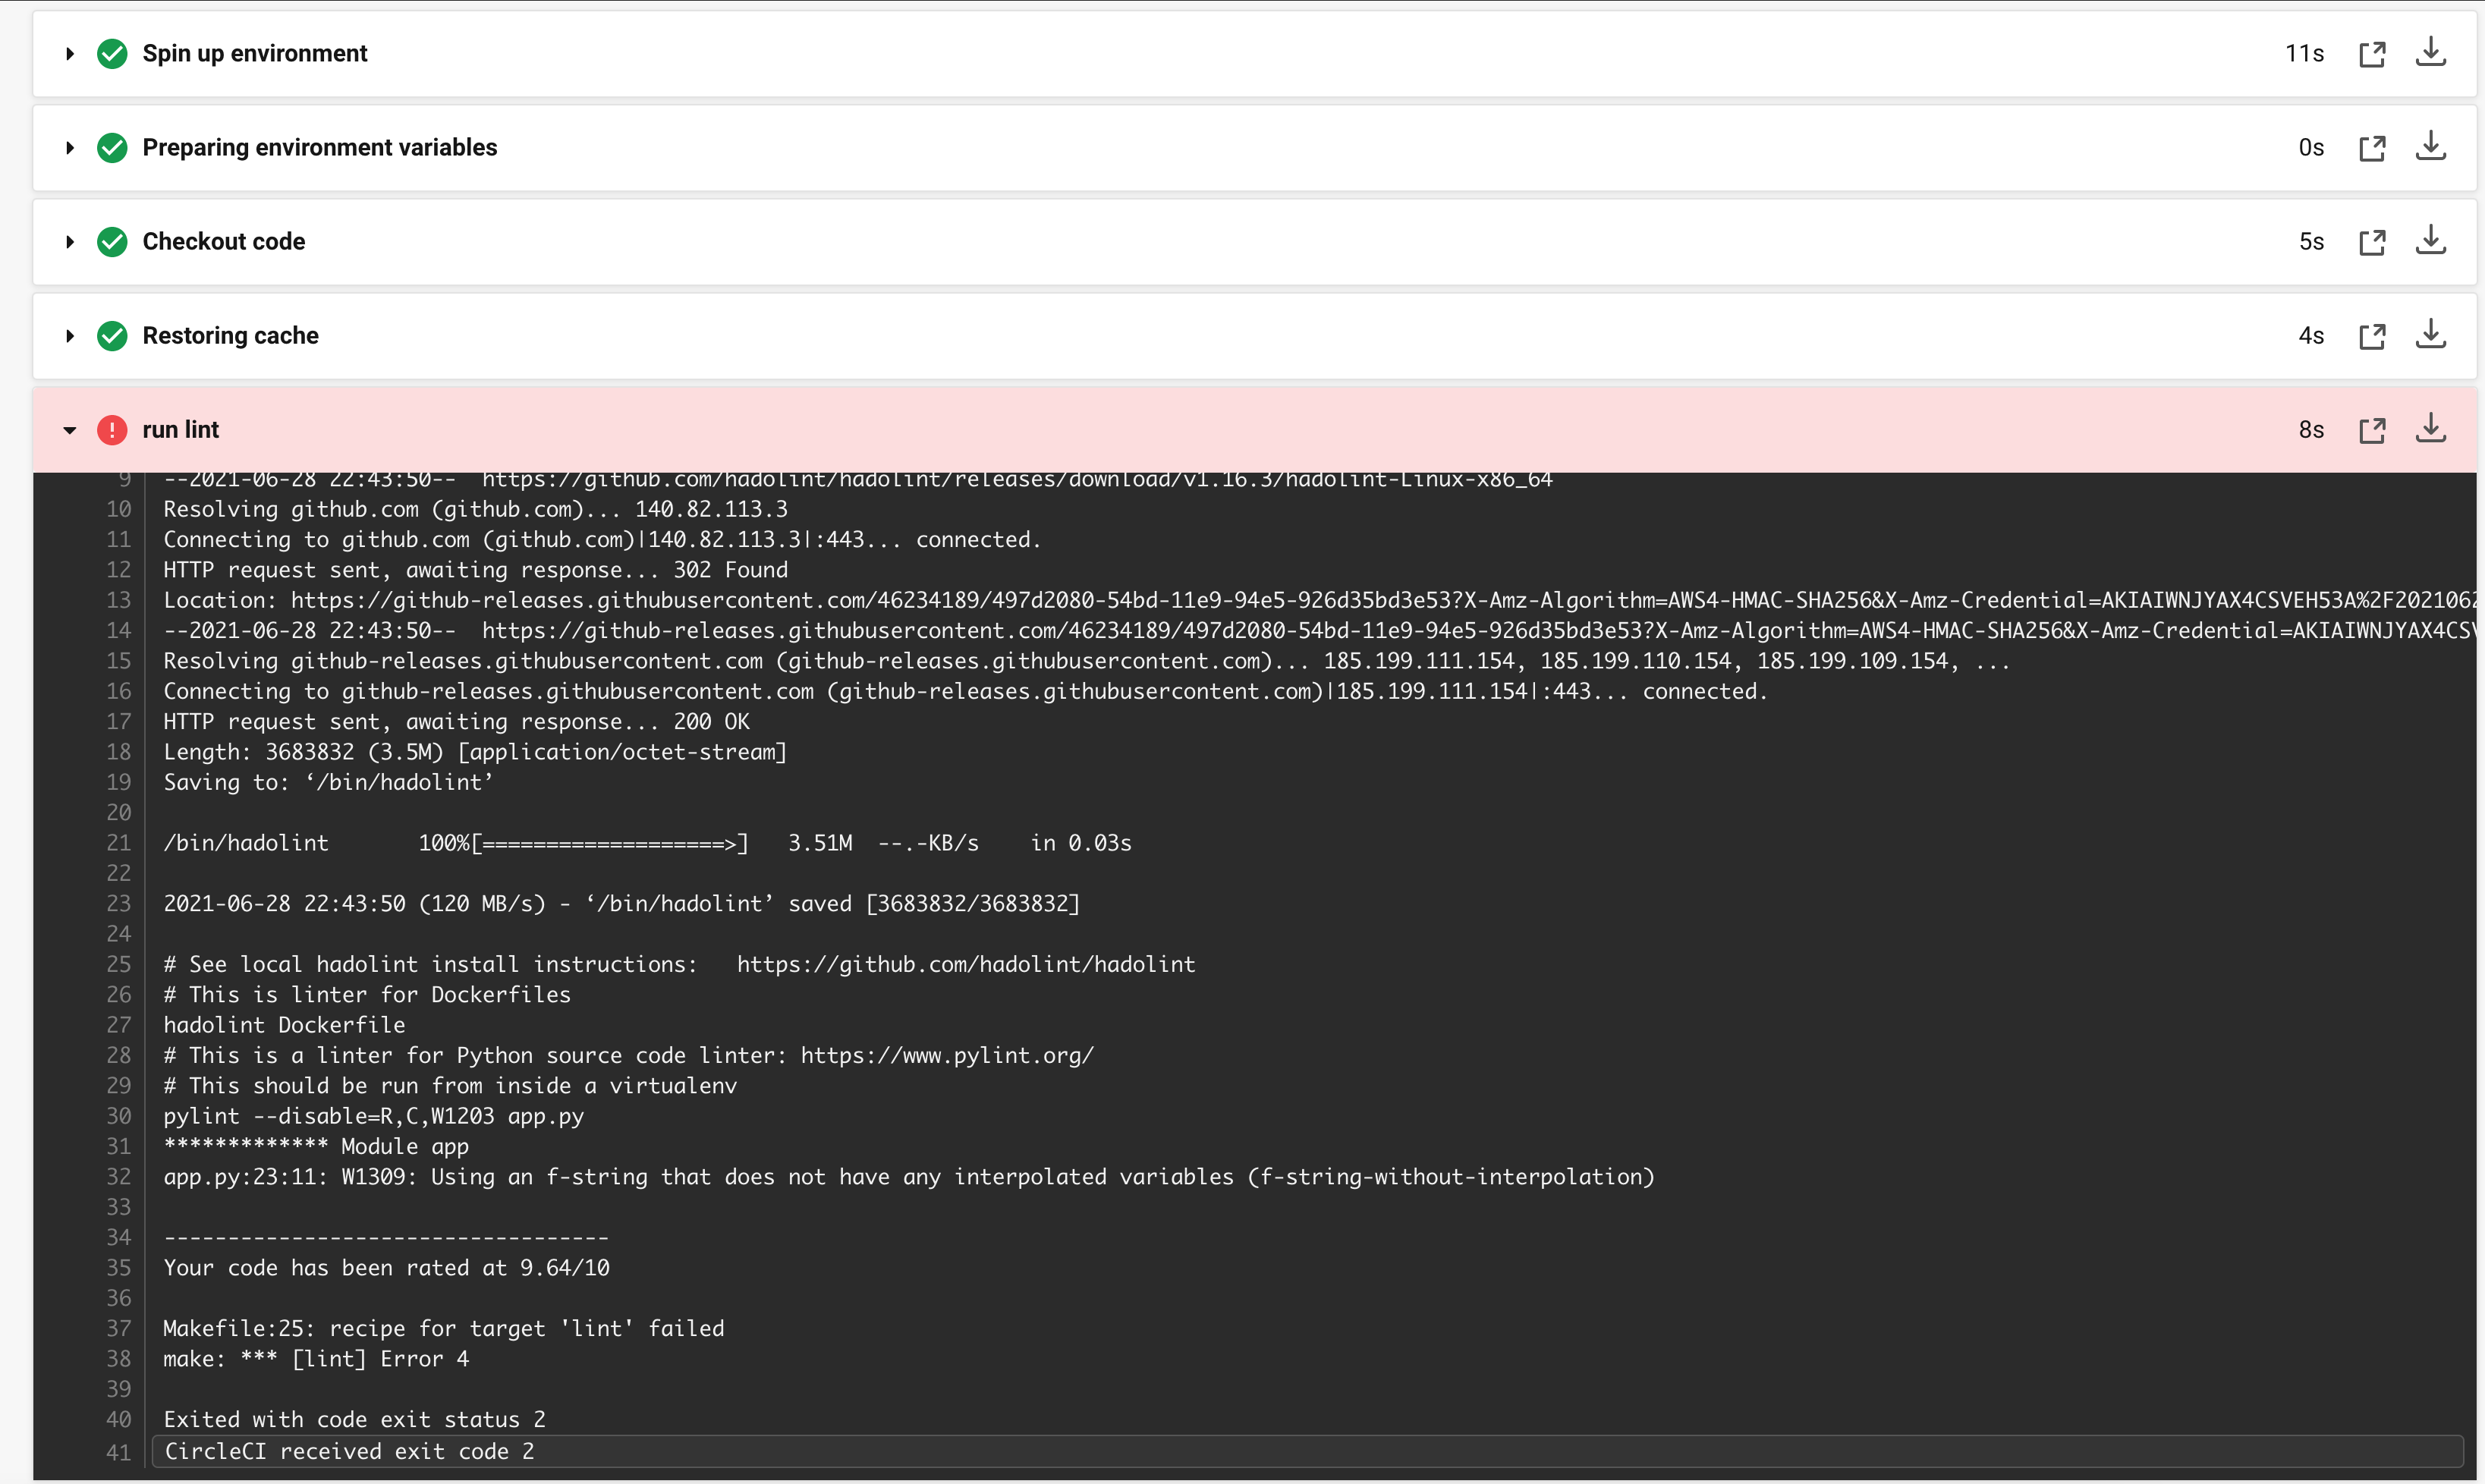 Spin up environment 11s
Preparing environment variables 0s
Checkout code 5s
Restoring cache 4s
run lint 8s
9 --2021-06-28 22:43:50-- https://github.com/hadolint/hadolint/releases/download/v1.16.3/hadolint-Linux-x86_64
10 Resolving github.com (github.com)... 140.82.113.3
11 Connecting to github.com (github.com)|140.82.113.3|:443... connected.
12 HTTP request sent, awaiting response... 302 Found
13 Location: https://github-releases.githubusercontent.com/46234189/497d2080-54bd-11e9-94e5-926d35bd3e53?X-Amz-Algorithm=AWS4-HMAC-SHA256&X-Amz-Credential=AKIAIWNJYAX4CSVEH53A%2F2021062
14 --2021-06-28 22:43:50-- https://github-releases.githubusercontent.com/46234189/497d2080-54bd-11e9-94e5-926d35bd3e53?X-Amz-Algorithm=AWS4-HMAC-SHA256&X-Amz-Credential=AKIAIWNJYAX4CSV
15 Resolving github-releases.githubusercontent.com (github-releases.githubusercontent.com)... 185.199.111.154, 185.199.110.154, 185.199.109.154, ...
16 Connecting to github-releases.githubusercontent.com (github-releases.githubusercontent.com)|185.199.111.154|:443... connected.
17 HTTP request sent, awaiting response... 200 OK
18 Length: 3683832 (3.5M) [application/octet-stream]
19 Saving to: ‘/bin/hadolint’
20
21 /bin/hadolint 100%[===================>] 3.51M --.-KB/s in 0.03s
22
23 2021-06-28 22:43:50 (120 MB/s) - ‘/bin/hadolint’ saved [3683832/3683832]
24
25 # See local hadolint install instructions: https://github.com/hadolint/hadolint
26 # This is linter for Dockerfiles
27 hadolint Dockerfile
28 # This is a linter for Python source code linter: https://www.pylint.org/
29 # This should be run from inside a virtualenv
30 pylint --disable=R,C,W1203 app.py
31 ************* Module app
32 app.py:23:11: W1309: Using an f-string that does not have any interpolated variables (f-string-without-interpolation)
33
34 -----------------------------------
35 Your code has been rated at 9.64/10
36
37 Makefile:25: recipe for target 'lint' failed
38 make: *** [lint] Error 4
39
40 Exited with code exit status 2
41 CircleCI received exit code 2